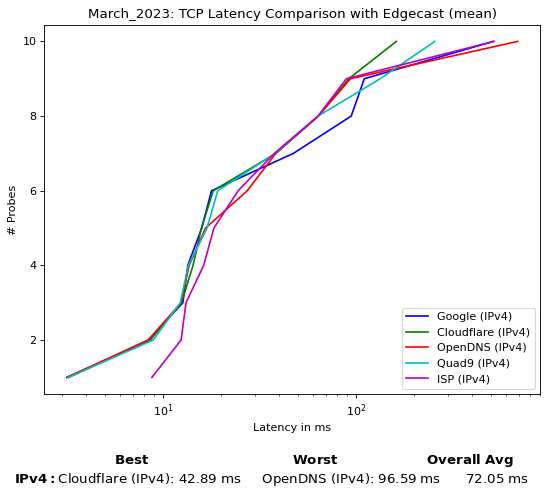 March_2023: TCP Latency Comparison with Edgecast (mean)
10
8
6
4
2
# Probes
10¹ 10²
Latency in ms
Google (IPv4)
Cloudflare (IPv4)
OpenDNS (IPv4)
Quad9 (IPv4)
ISP (IPv4)
Best Worst Overall Avg
IPv4: Cloudflare (IPv4): 42.89 ms OpenDNS (IPv4): 96.59 ms 72.05 ms